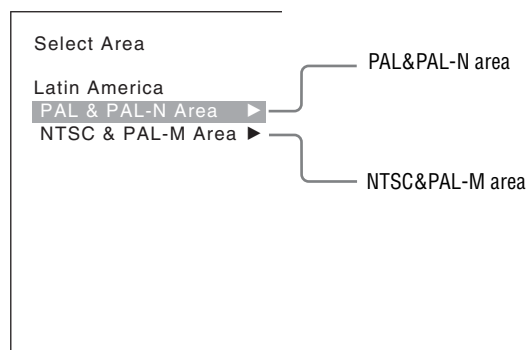 Select Area
Latin America
PAL & PAL-N Area ►
NTSC & PAL-M Area ►
PAL&PAL-N area
NTSC&PAL-M area